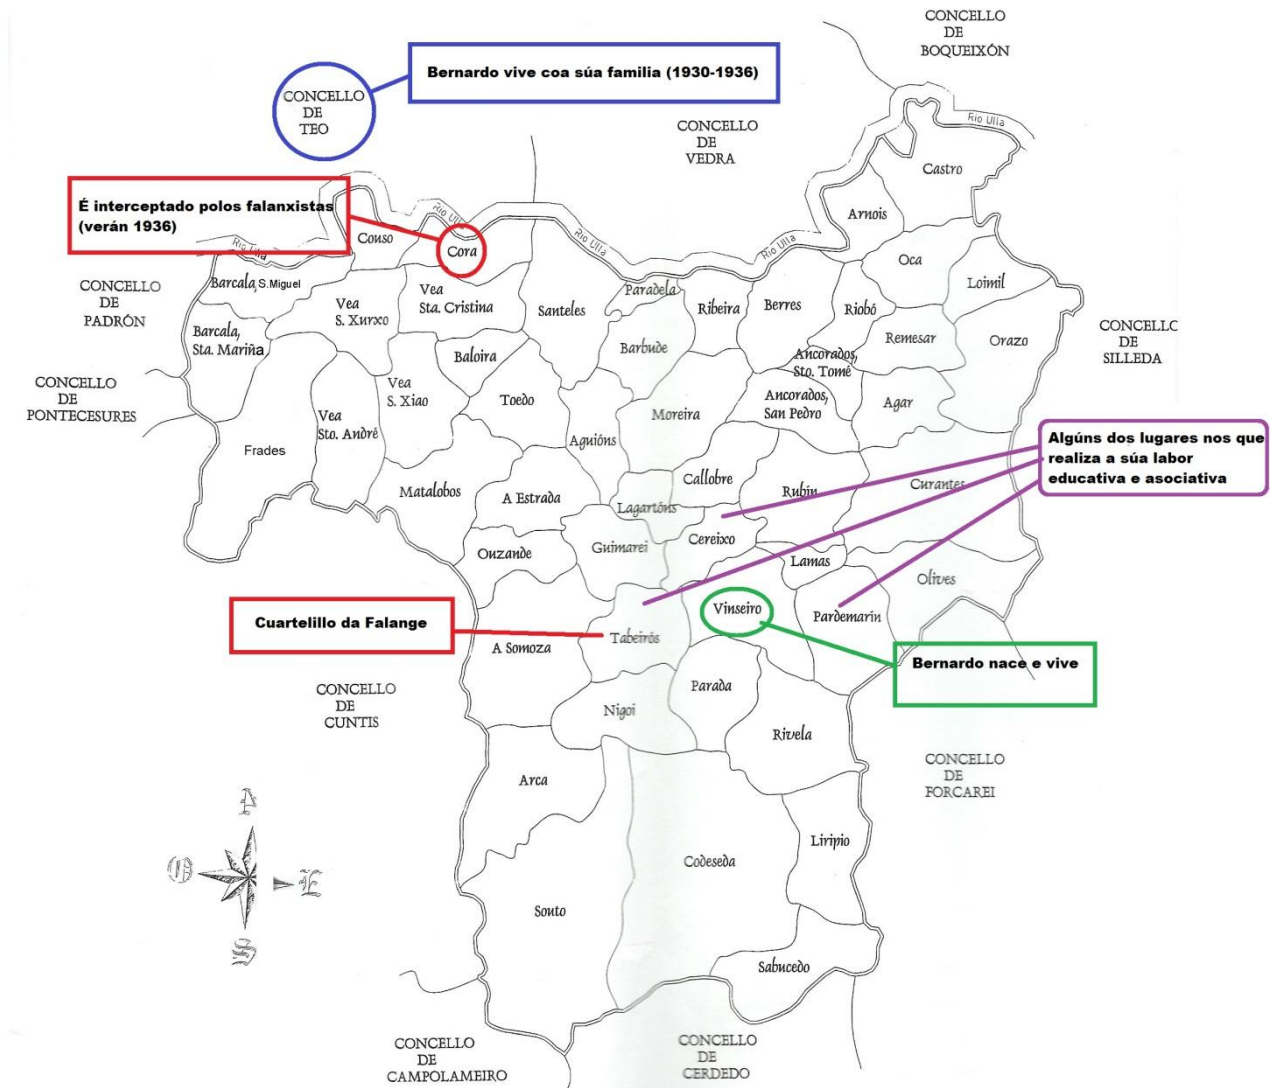 CONCELLO
DE
BOQUEIXÓN
Bernardo vive coa súa familia (1930-1936)
CONCELLO
DE
TEO
CONCELLO
DE
VEDRA
Río Ulla
Castro
É interceptado polos falanxistas
(verán 1936)
Arnois
Río Ulla
Couso
Cora
Río Ulla
Río Ulla
Río Ulla
Oca
Loimil
Barcala, S.Miguel
CONCELLO
DE
PADRÓN
Vea
S. Xurxo
Vea
Sta. Cristina
Santeles
Paradela
Ribeira
Berres
Riobó
Remesar
Orazo
CONCELLO
DE
SILLEDA
Barcala,
Sta. Mariña
Baloira
Barbude
Ancorados,
Sto. Tomé
CONCELLO
DE
PONTECESURES
Vea
S. Xiao
Toedo
Moreira
Ancorados,
San Pedro
Agar
Vea
Sto. André
Aguións
Frades
Algúns dos lugares nos que
realiza a súa labor
educativa e asociativa
Callobre
Rubín
Curantes
Matalobos
A Estrada
Lagartóns
Guimarei
Cereixo
Ouzande
Lamas
Olives
Vinseiro
Pardemarín
Cuartelillo da Falange
Tabeirós
A Somoza
Bernardo nace e vive
CONCELLO
DE
CUNTIS
Parada
Nigoi
Rivela
CONCELLO
DE
FORCAREI
Arca
Liripio
Codeseda
O
E
S
Souto
Sabucedo
CONCELLO
DE
CAMPOLAMEIRO
CONCELLO
DE
CERDEDO